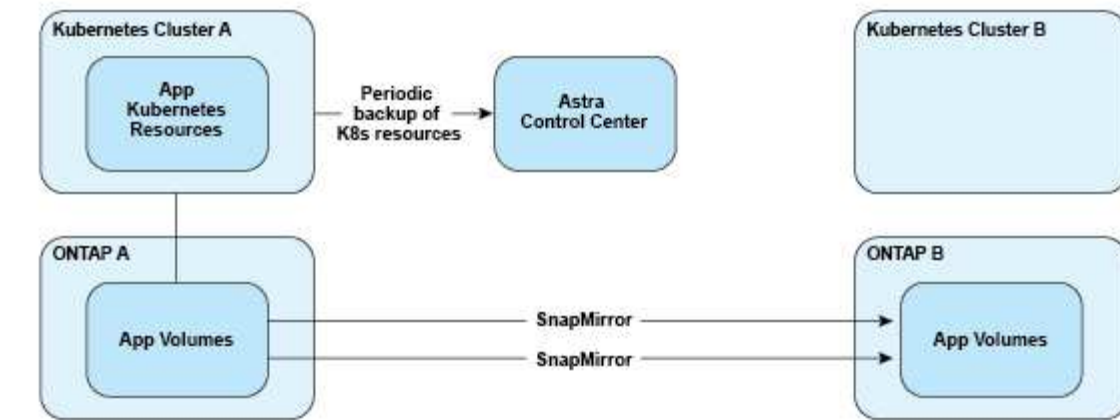 Kubernetes Cluster A
App
Kubernetes
Resources
Periodic
backup of
K8s resources
Astra
Control Center
Kubernetes Cluster B
ONTAP A
App Volumes
SnapMirror
SnapMirror
ONTAP B
App Volumes